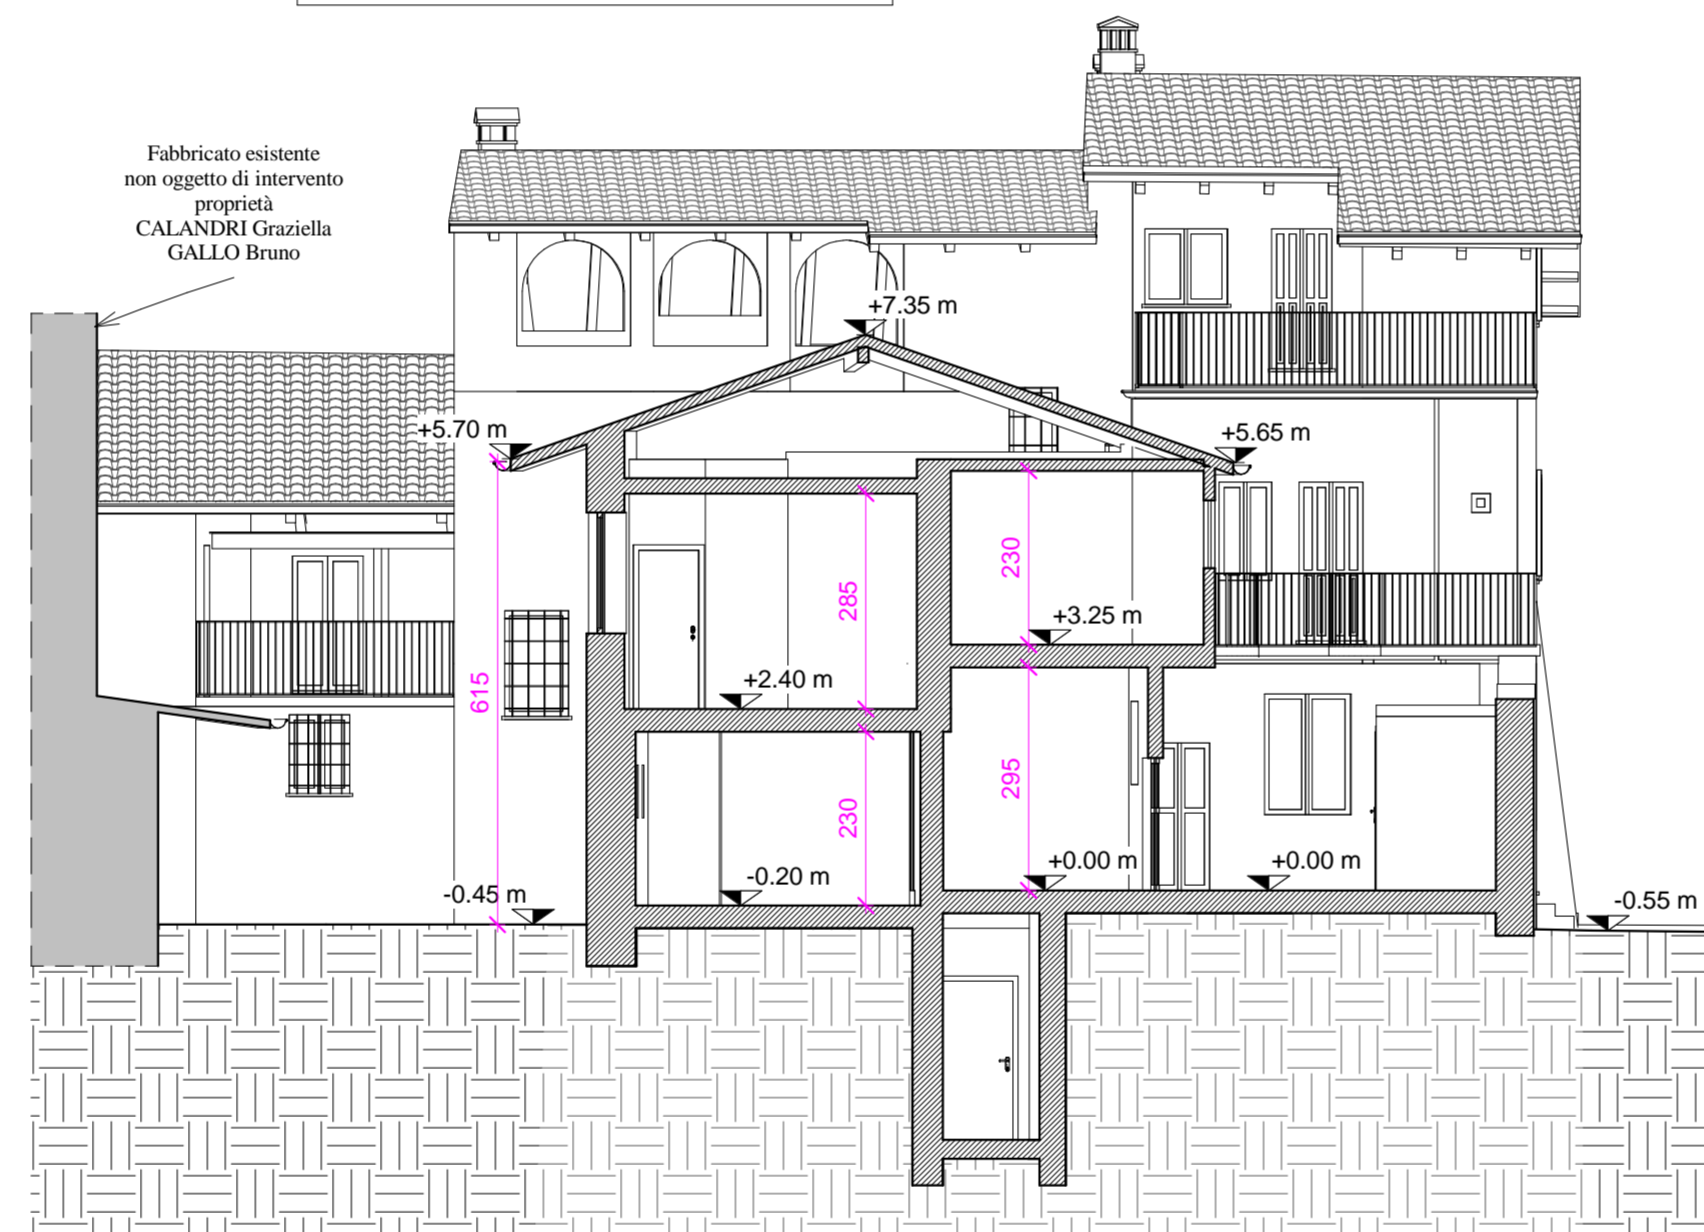 Fabbricato esistente
non oggetto di intervento
proprietà
CALANDRI Graziella
GALLO Bruno
+7.35 m
+5.70 m
+5.65 m
230
285
+3.25 m
615
+2.40 m
295
230
+0.00 m
+0.00 m
-0.20 m
-0.45 m
-0.55 m